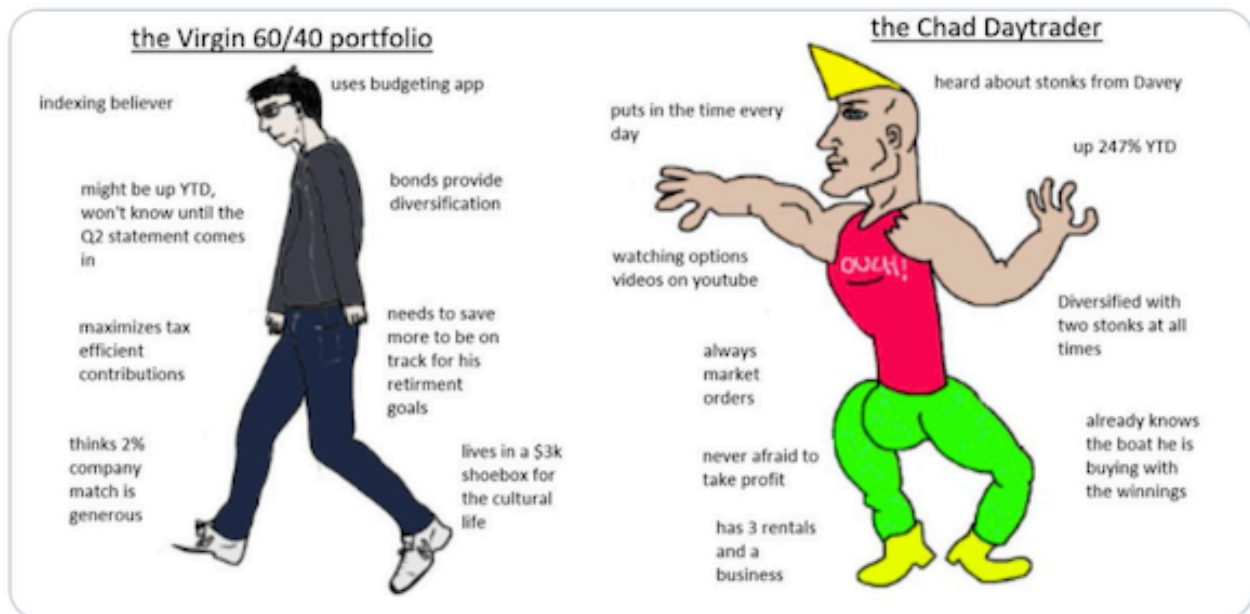 the Virgin 60/40 portfolio
uses budgeting app
indexing believer
might be up YTD,
won't know until the
Q2 statement comes
in
bonds provide
diversification
maximizes tax
efficient
contributions
needs to save
more to be on
track for his
retirment
goals
thinks 2%
company
match is
generous
lives in a $3k
shoebox for
the cultural
life
the Chad Daytrader
heard about stonks from Davey
puts in the time every
day
up 247% YTD
watching options
videos on youtube
OUCH!
Diversified with
two stonks at all
times
always
market
orders
already knows
the boat he is
buying with
the winnings
never afraid to
take profit
has 3 rentals
and a
business